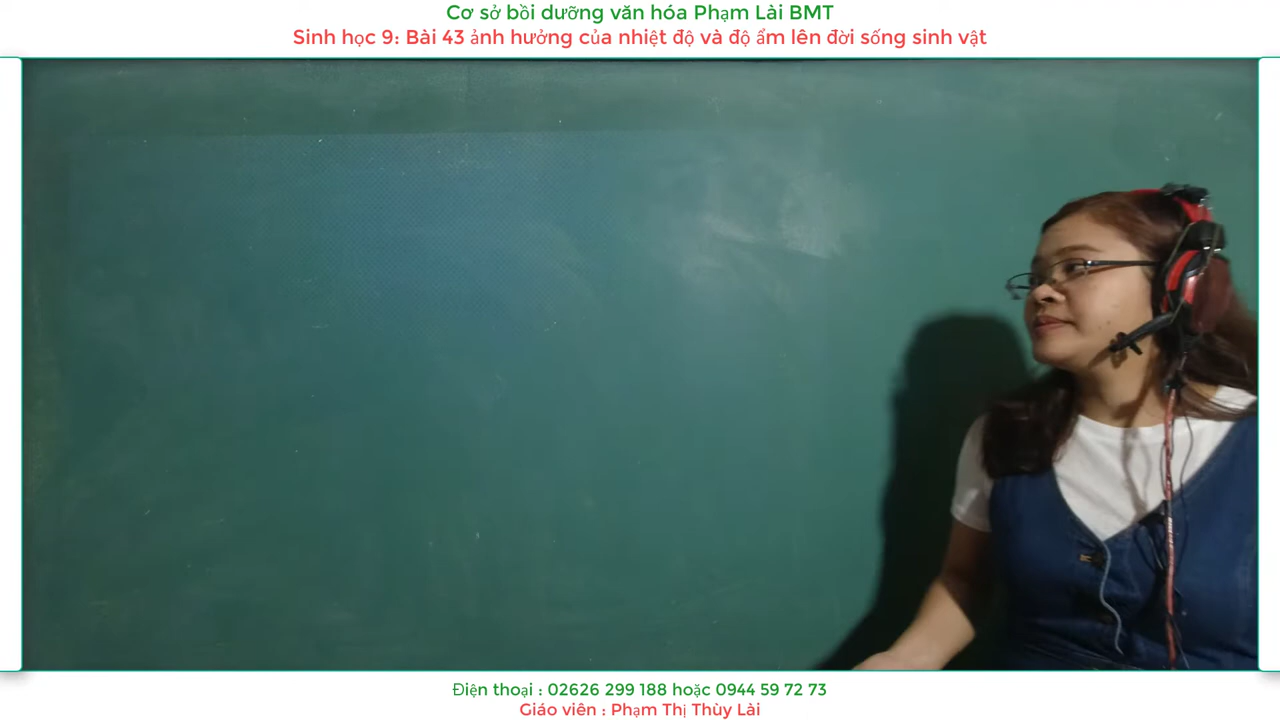 Cơ sở bồi dưỡng văn hóa Phạm Lài BMT
Sinh học 9: Bài 43 ảnh hưởng của nhiệt độ và độ ẩm lên đời sống sinh vật
Điện thoại : 02626 299 188 hoặc 0944 59 72 73
Giáo viên : Phạm Thị Thùy Lài